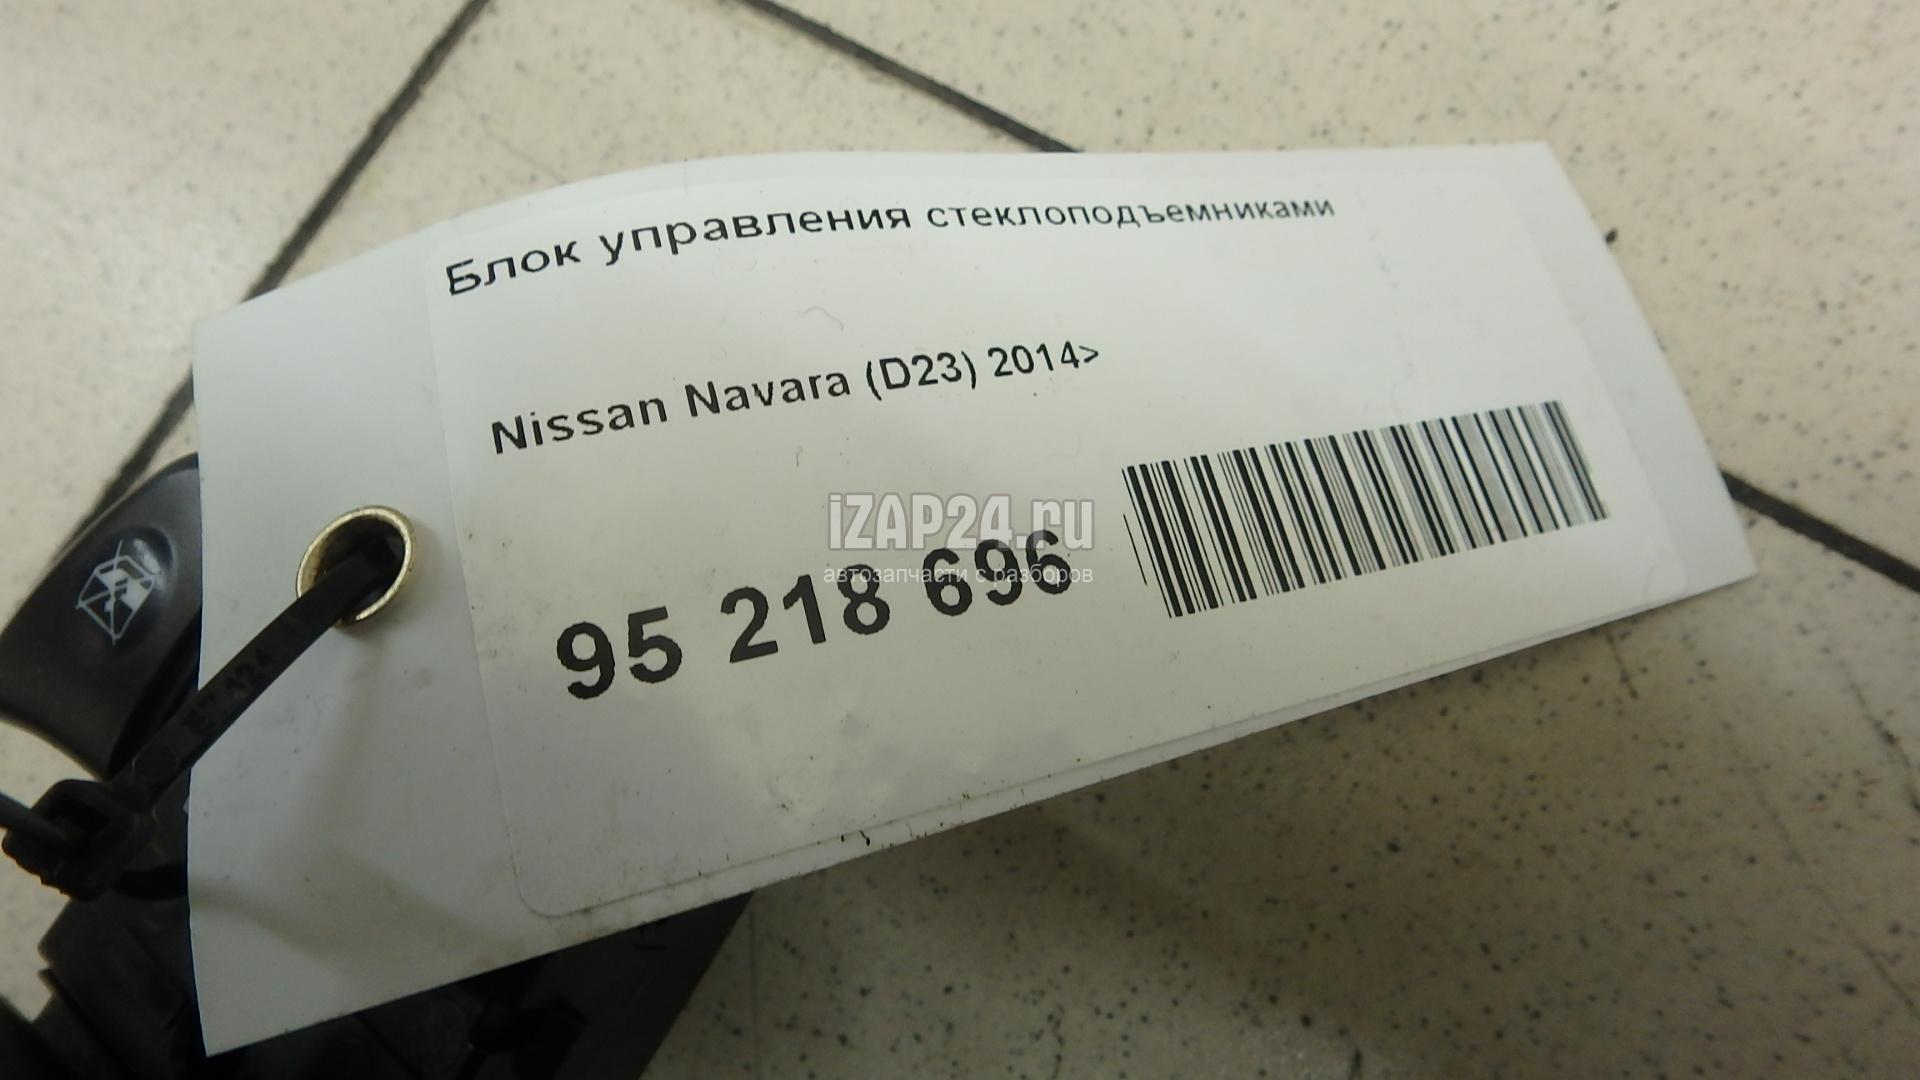 Блок управления стеклоподъемниками
Nissan Navara (D23) 2014>
iZAP24.ru
автозапчасти с разборов
95 218 696